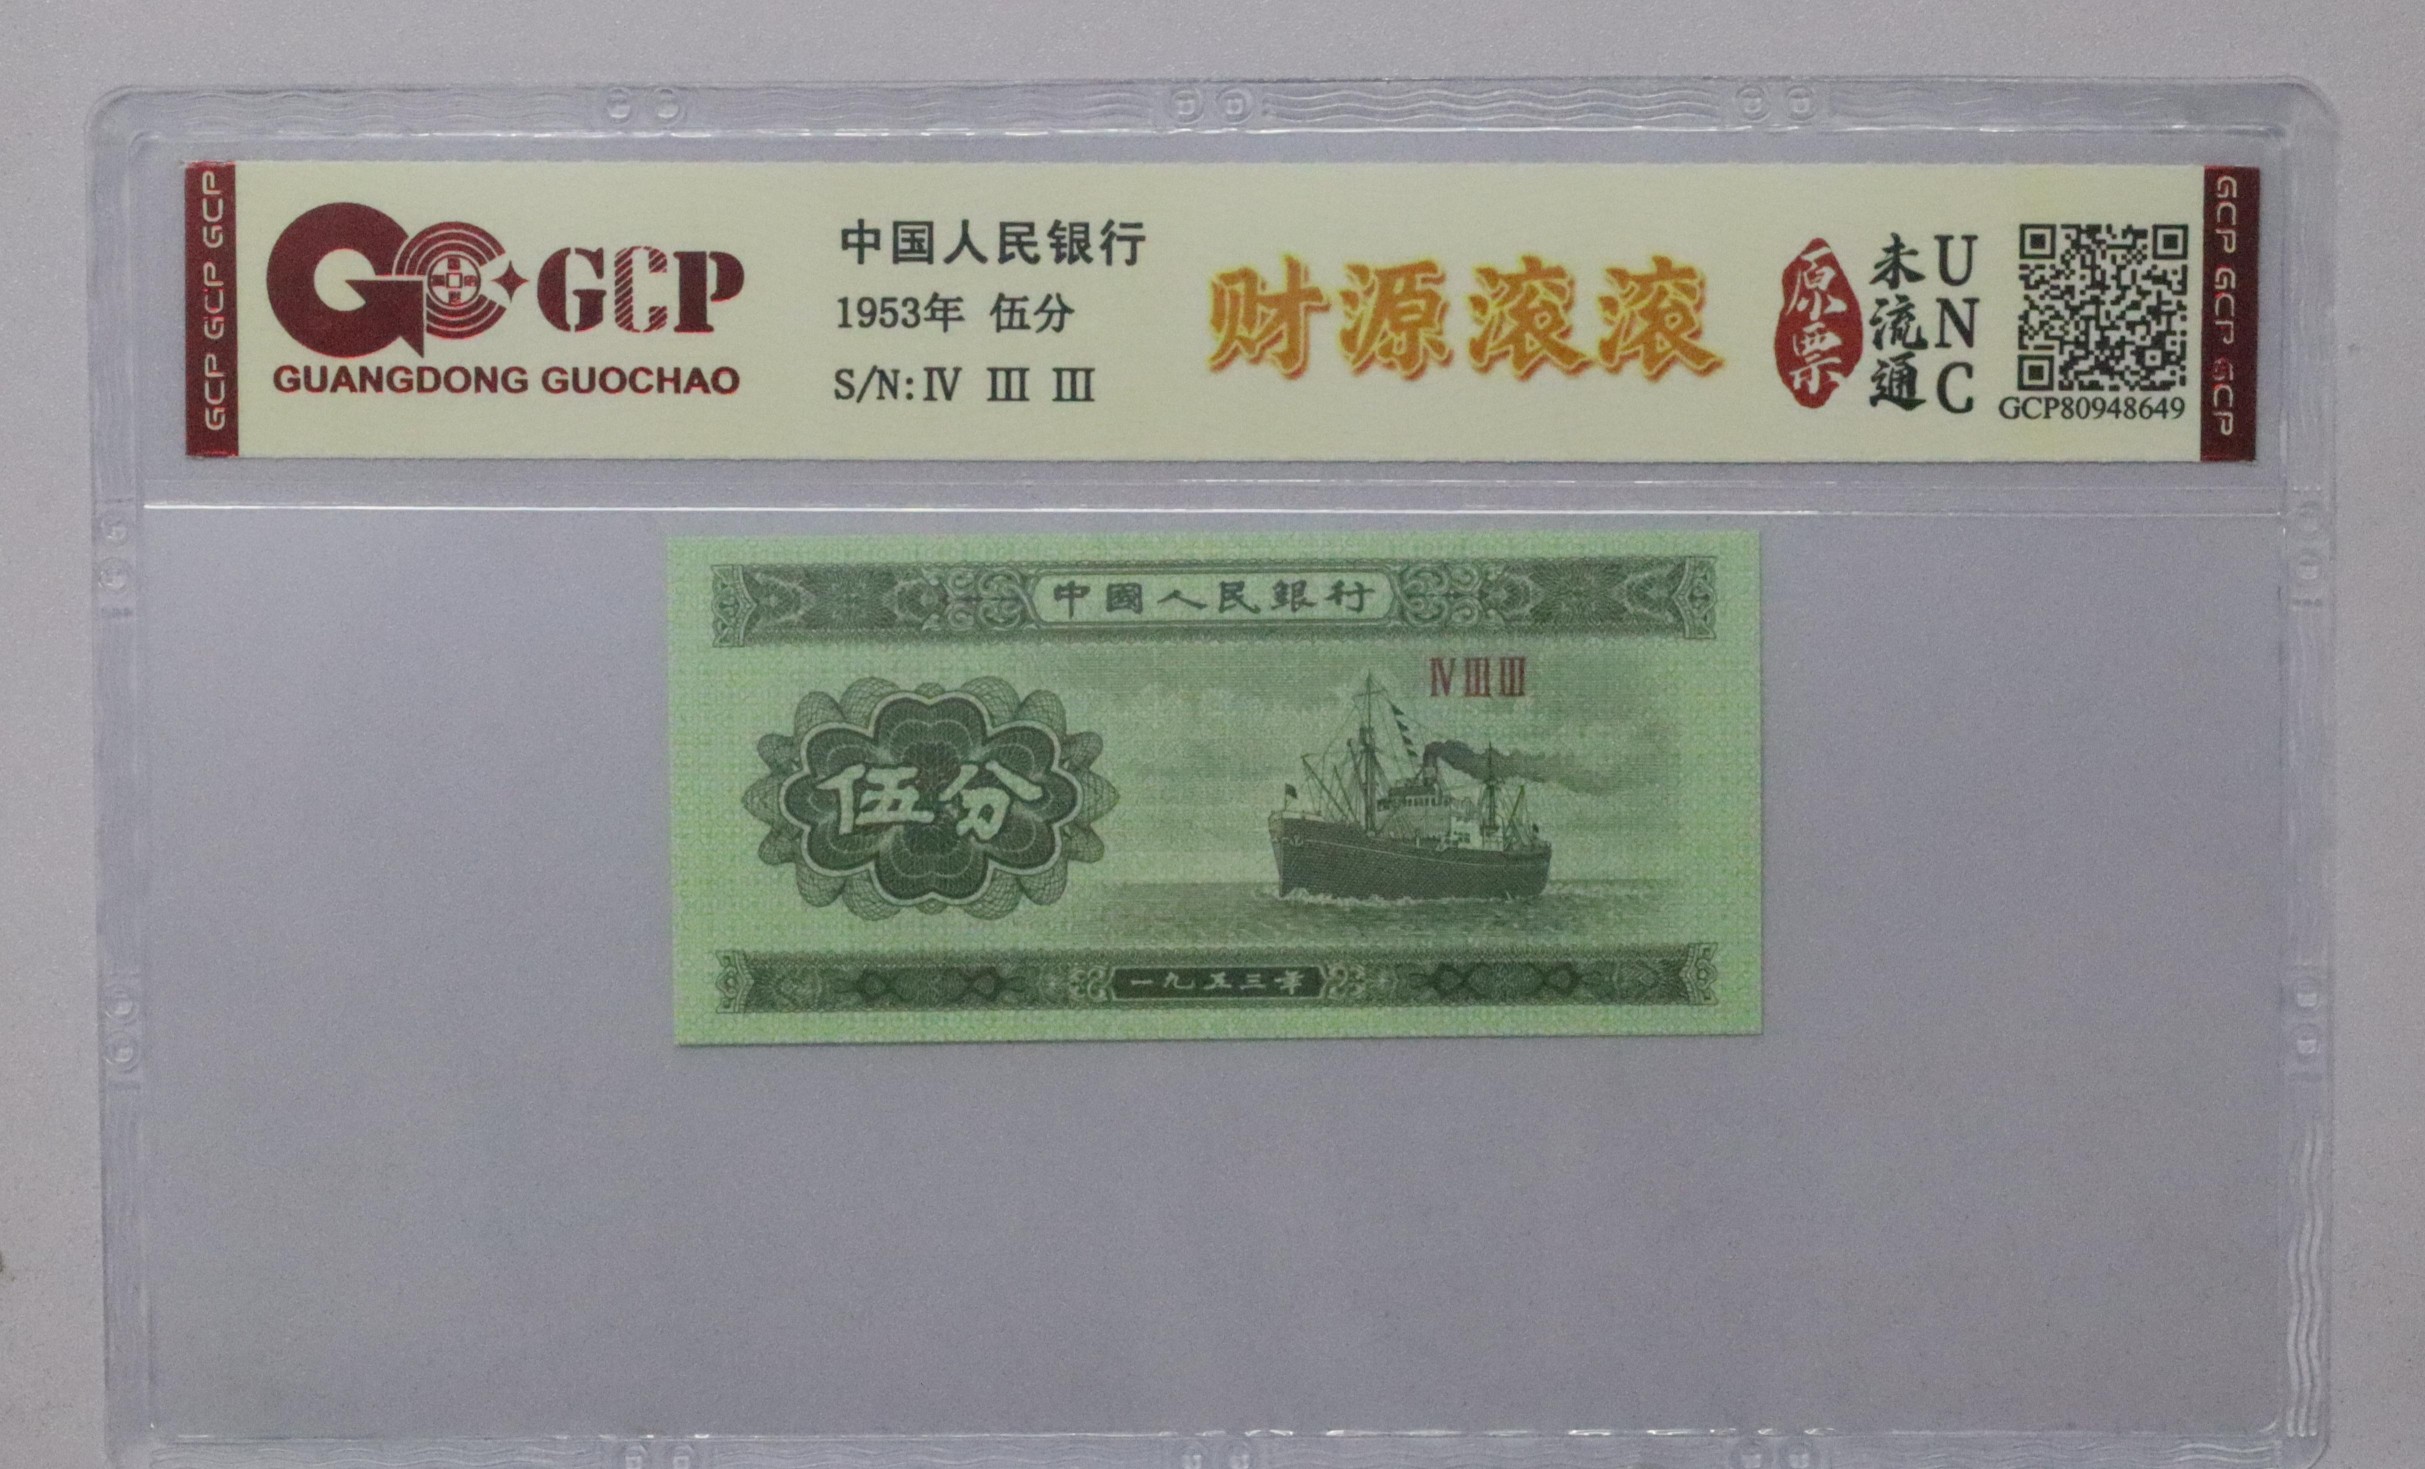 GCP GCP GCP
GCP
GUANGDONG GUOCHAO
中国人民银行
1953年 伍分
S/N: Ⅳ Ⅲ Ⅲ
财源滚滚
原票
未流通
UNC
GCP80948649
GCP GCP GCP
中國人民銀行
ⅣⅢⅢ
伍分
一九五三年